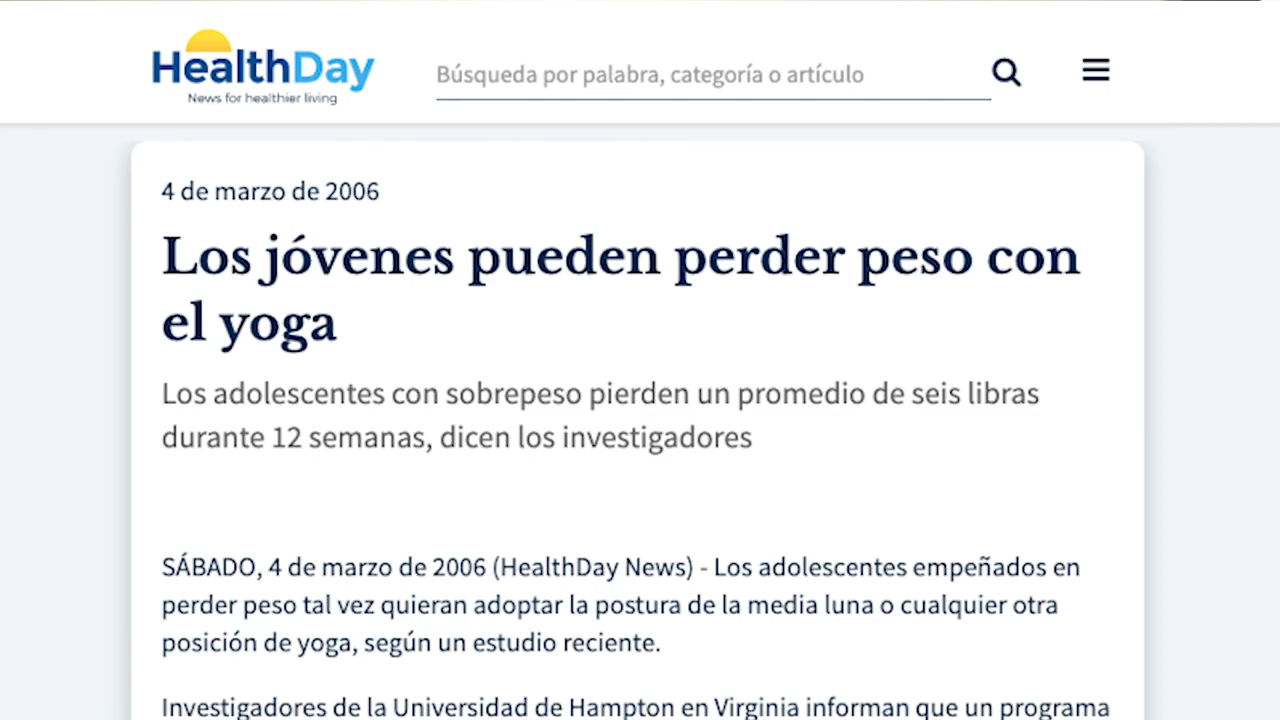 HealthDay
News for healthier living
Búsqueda por palabra, categoría o artículo
4 de marzo de 2006
Los jóvenes pueden perder peso con
el yoga
Los adolescentes con sobrepeso pierden un promedio de seis libras
durante 12 semanas, dicen los investigadores
SÁBADO, 4 de marzo de 2006 (HealthDay News) - Los adolescentes empeñados en
perder peso tal vez quieran adoptar la postura de la media luna o cualquier otra
posición de yoga, según un estudio reciente.
Investigadores de la Universidad de Hampton en Virginia informan que un programa